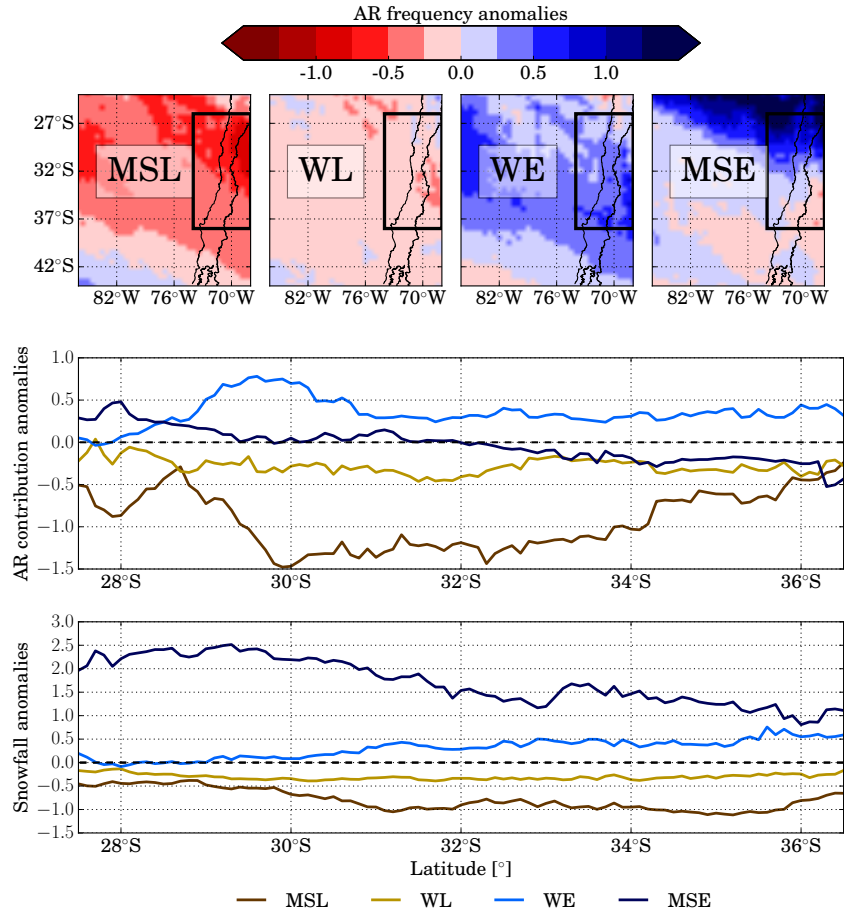 AR frequency anomalies
-1.0 -0.5 0.0 0.5 1.0
27°S
32°S
37°S
42°S
MSL WL WE MSE
82°W 76°W 70°W 82°W 76°W 70°W 82°W 76°W 70°W 82°W 76°W 70°W
AR contribution anomalies
1.0
0.5
0.0
−0.5
−1.0
−1.5
28°S 30°S 32°S 34°S 36°S
Snowfall anomalies
3.0
2.5
2.0
1.5
1.0
0.5
0.0
−0.5
−1.0
−1.5
28°S 30°S 32°S 34°S 36°S
Latitude [°]
MSL WL WE MSE